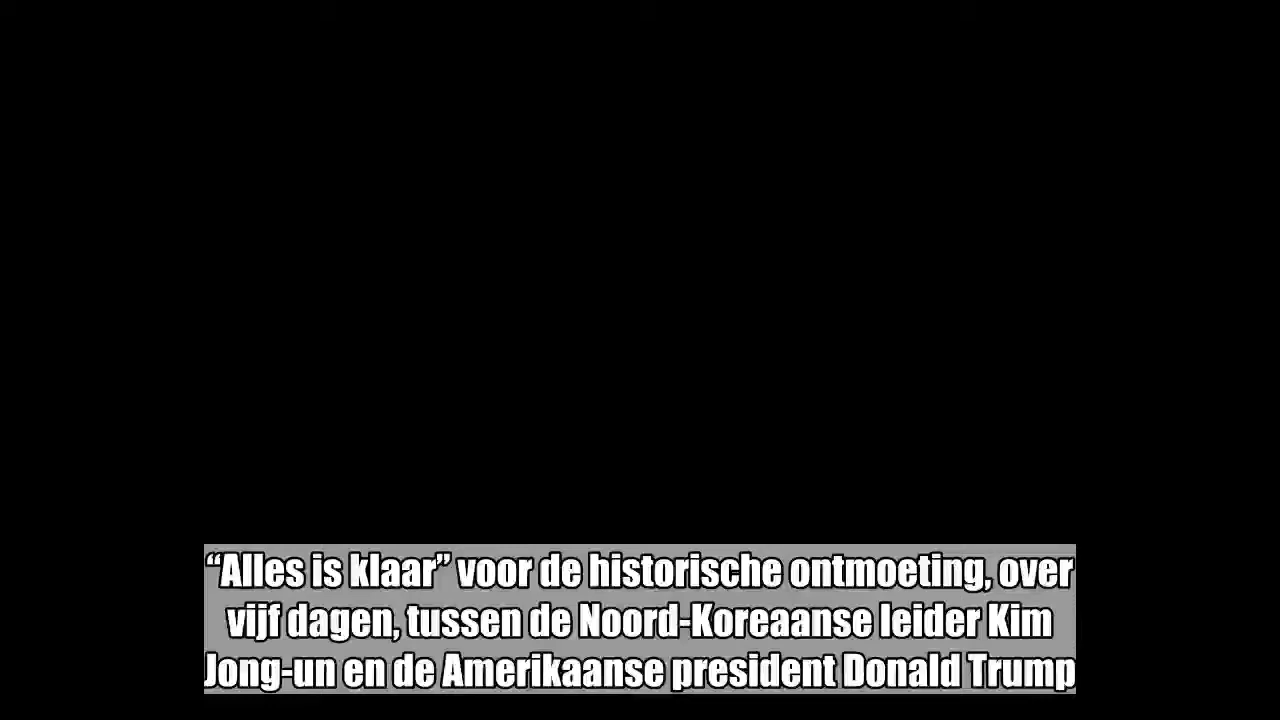 “Alles is klaar” voor de historische ontmoeting, over
vijf dagen, tussen de Noord-Koreaanse leider Kim
Jong-un en de Amerikaanse president Donald Trump